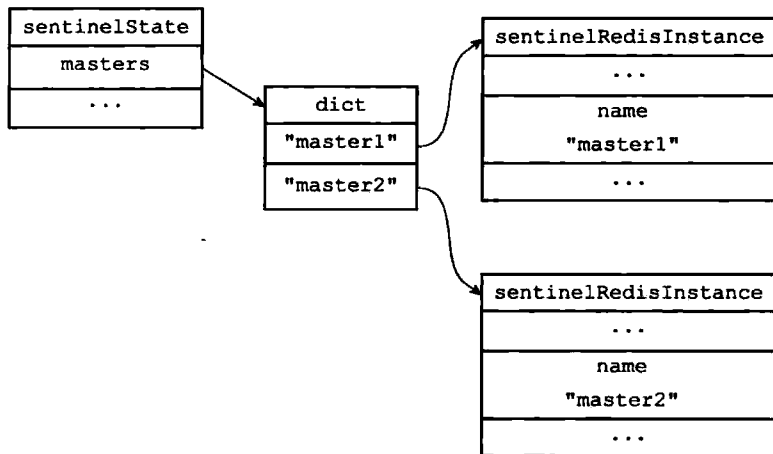 sentinelState
masters
...
dict
"master1"
"master2"
sentinelRedisInstance
...
name
"master1"
...
sentinelRedisInstance
...
name
"master2"
...